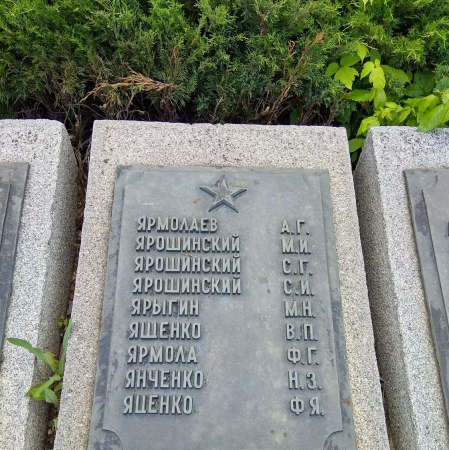 ЯРМОЛАЕВ А.Г.
ЯРОШИНСКИЙ М.И.
ЯРОШИНСКИЙ С.Г.
ЯРОШИНСКИЙ С.И.
ЯРЫГИН М.Н.
ЯЩЕНКО В.П.
ЯРМОЛА Ф.Г.
ЯНЧЕНКО Н.З.
ЯЦЕНКО Ф.Я.